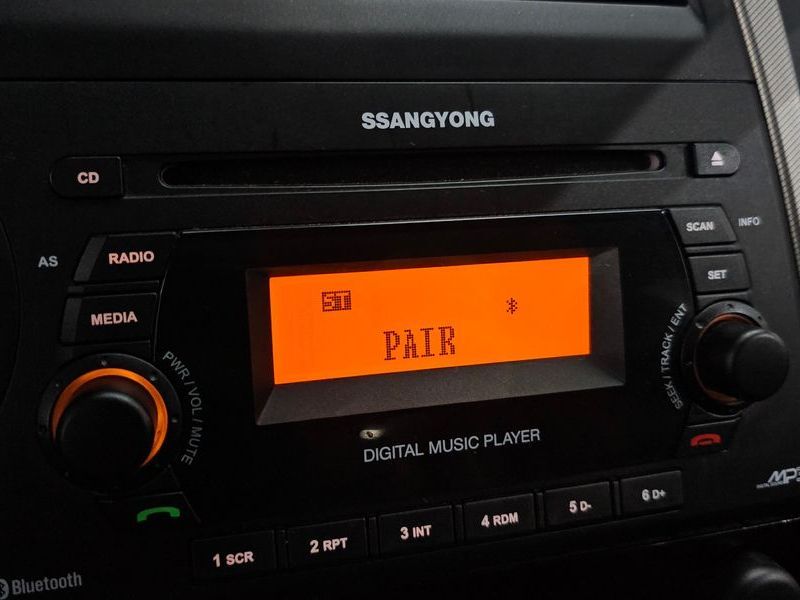 SSANGYONG
CD
AS
RADIO
SCAN
INFO
SET
MEDIA
ST
PAIR
PWR / VOL / MUTE
SEEK / TRACK / ENT
DIGITAL MUSIC PLAYER
1 SCR
2 RPT
3 INT
4 RDM
5 D-
6 D+
Bluetooth